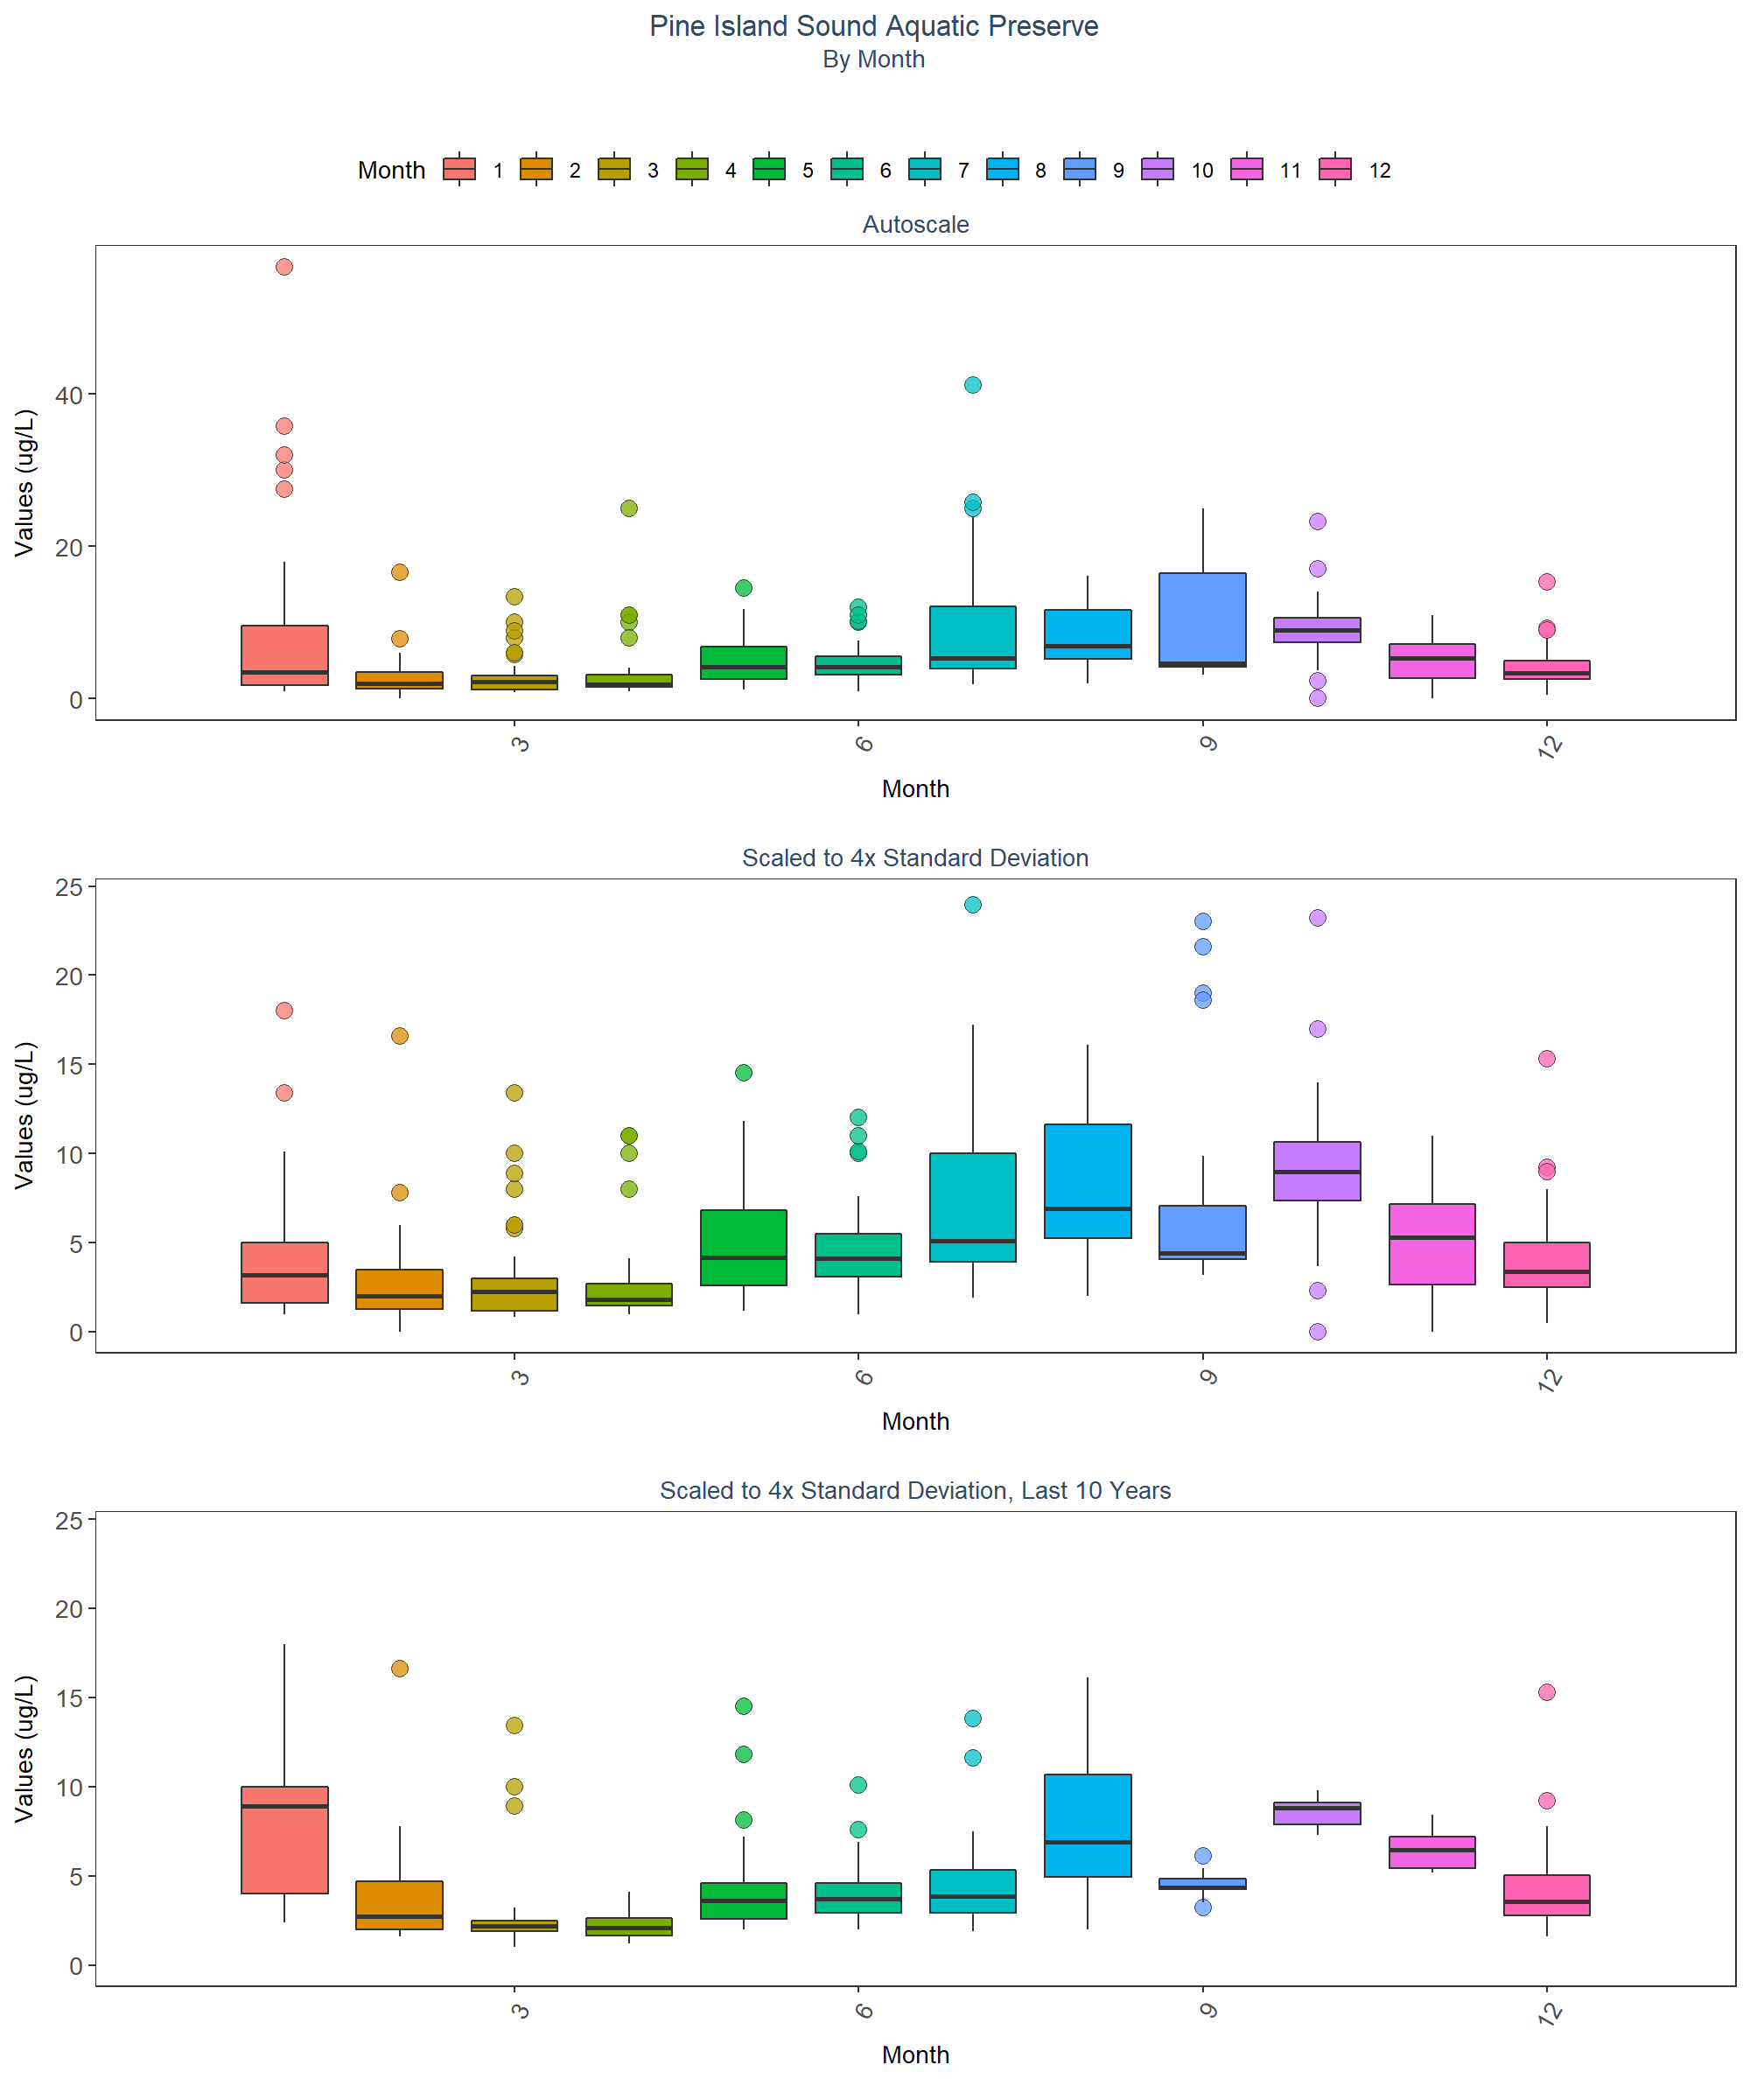 Pine Island Sound Aquatic Preserve
By Month
Month 1 2 3 4 5 6 7 8 9 10 11 12
Autoscale
Values (ug/L)
40
20
0
3 6 9 12
Month
Scaled to 4x Standard Deviation
Values (ug/L)
25
20
15
10
5
0
3 6 9 12
Month
Scaled to 4x Standard Deviation, Last 10 Years
Values (ug/L)
25
20
15
10
5
0
3 6 9 12
Month